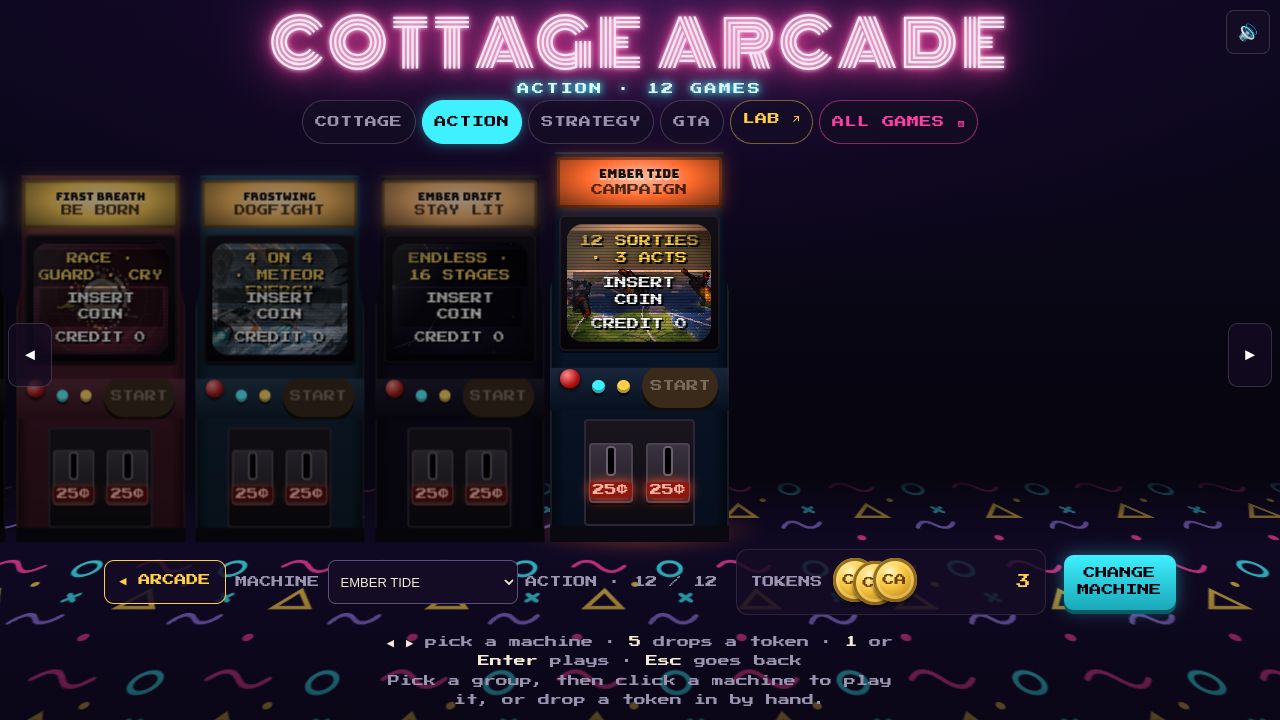 COTTAGE ARCADE
ACTION · 12 GAMES
COTTAGE
ACTION
STRATEGY
GTA
LAB ↗
ALL GAMES
FIRST BREATH
BE BORN
RACE ·
GUARD · CRY
INSERT
COIN
CREDIT 0
START
25¢ 25¢
FROSTWING
DOGFIGHT
4 ON 4
· METEOR
ENERGY
INSERT
COIN
CREDIT 0
START
25¢ 25¢
EMBER DRIFT
STAY LIT
ENDLESS ·
16 STAGES
INSERT
COIN
CREDIT 0
START
25¢ 25¢
EMBER TIDE
CAMPAIGN
12 SORTIES
· 3 ACTS
INSERT
COIN
CREDIT 0
START
25¢ 25¢
◄ ►
◄ ARCADE
MACHINE
EMBER TIDE
ACTION · 12 / 12
TOKENS
C C CA
3
CHANGE
MACHINE
◄ ► pick a machine · 5 drops a token · 1 or
Enter plays · Esc goes back
Pick a group, then click a machine to play
it, or drop a token in by hand.